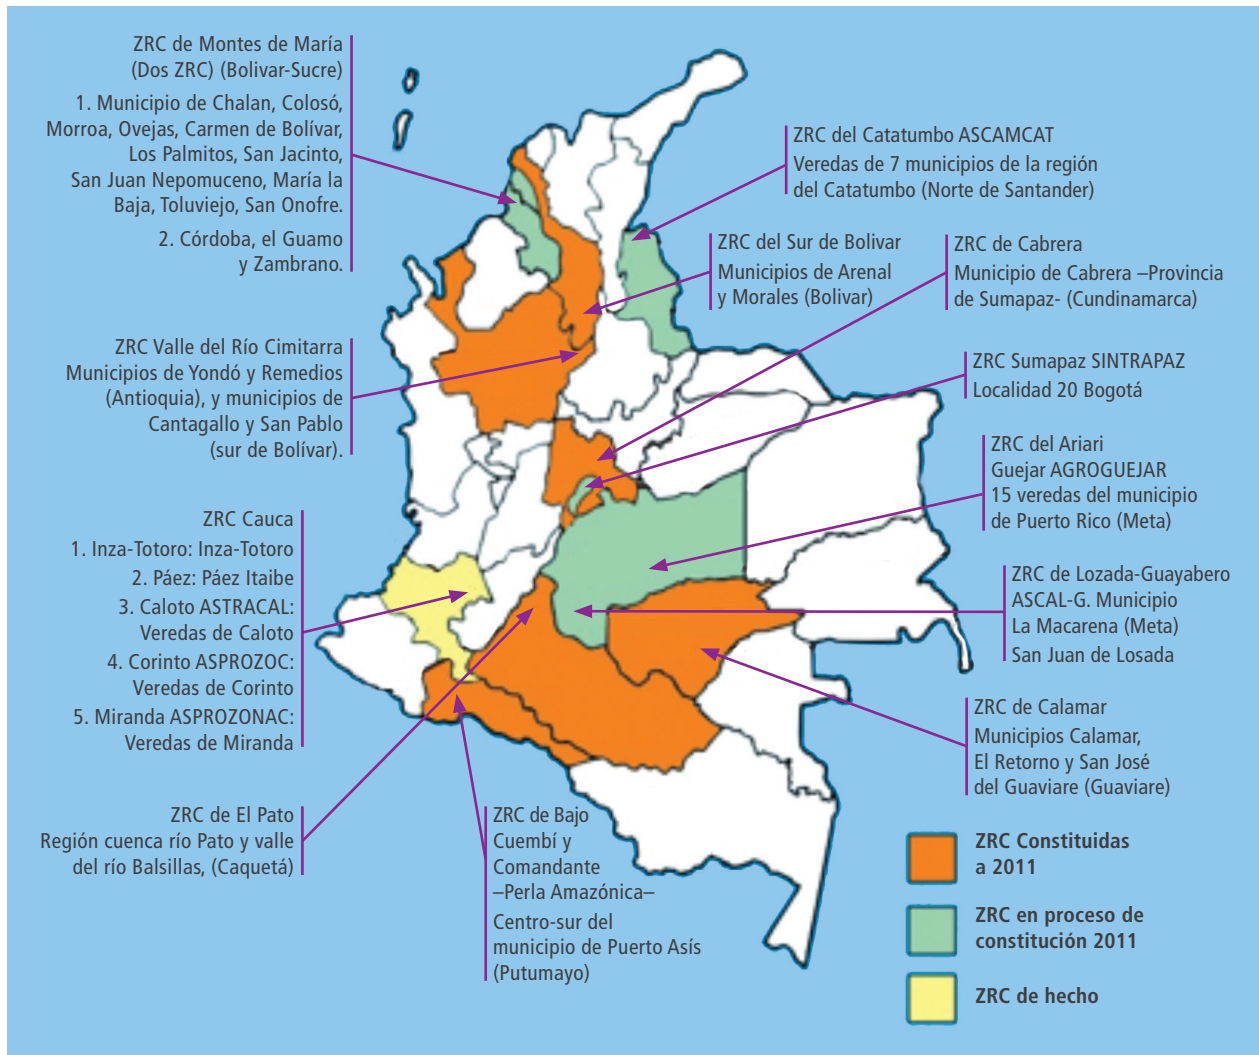 ZRC de Montes de María
(Dos ZRC) (Bolivar-Sucre)
1. Municipio de Chalan, Colosó,
Morroa, Ovejas, Carmen de Bolívar,
Los Palmitos, San Jacinto,
San Juan Nepomuceno, María la
Baja, Toluviejo, San Onofre.
2. Córdoba, el Guamo
y Zambrano.
ZRC del Catatumbo ASCAMCAT
Veredas de 7 municipios de la región
del Catatumbo (Norte de Santander)
ZRC del Sur de Bolivar
Municipios de Arenal
y Morales (Bolivar)
ZRC de Cabrera
Municipio de Cabrera –Provincia
de Sumapaz- (Cundinamarca)
ZRC Valle del Río Cimitarra
Municipios de Yondó y Remedios
(Antioquia), y municipios de
Cantagallo y San Pablo
(sur de Bolívar).
ZRC Sumapaz SINTRAPAZ
Localidad 20 Bogotá
ZRC del Ariari
Guejar AGROGUEJAR
15 veredas del municipio
de Puerto Rico (Meta)
ZRC Cauca
1. Inza-Totoro: Inza-Totoro
2. Páez: Páez Itaibe
3. Caloto ASTRACAL:
Veredas de Caloto
4. Corinto ASPROZOC:
Veredas de Corinto
5. Miranda ASPROZONAC:
Veredas de Miranda
ZRC de Lozada-Guayabero
ASCAL-G. Municipio
La Macarena (Meta)
San Juan de Losada
ZRC de Calamar
Municipios Calamar,
El Retorno y San José
del Guaviare (Guaviare)
ZRC de El Pato
Región cuenca río Pato y valle
del río Balsillas, (Caquetá)
ZRC de Bajo
Cuembí y
Comandante
–Perla Amazónica–
Centro-sur del
municipio de Puerto Asís
(Putumayo)
ZRC Constituidas
a 2011
ZRC en proceso de
constitución 2011
ZRC de hecho